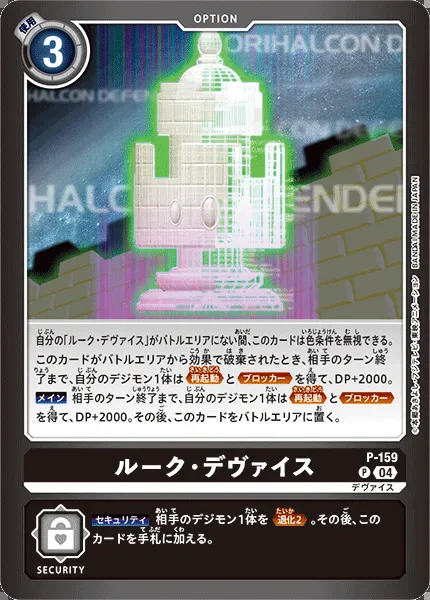 OPTION
使用
3
ORIHALCON DEF
IHALCON DEFENDE
ORIHALCON DE
HALCON DEFENDER
BANDAI MADE IN JAPAN
自分の「ルーク・デヴァイス」がバトルエリアにない間、このカードは色条件を無視できる。
このカードがバトルエリアから効果で破棄されたとき、相手のターン終
了まで、自分のデジモン1体は 再起動 と ブロッカー を得て、DP+2000。
メイン 相手のターン終了まで、自分のデジモン1体は 再起動 と ブロッカー
を得て、DP+2000。その後、このカードをバトルエリアに置く。
ルーク・デヴァイス
P-159
P 04
デヴァイス
セキュリティ 相手のデジモン1体を 退化2 。その後、この
カードを手札に加える。
SECURITY